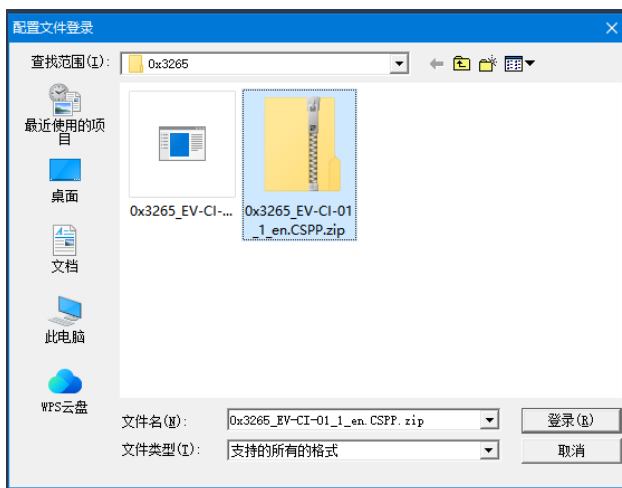 配置文件登录
查找范围(I):
0x3265
最近使用的项
目
桌面
文档
此电脑
WPS云盘
0x3265_EV-CI-...
0x3265_EV-CI-01
_1_en.CSPP.zip
文件名(N):
0x3265_EV-CI-01_1_en.CSPP.zip
登录(R)
文件类型(T):
支持的所有的格式
取消